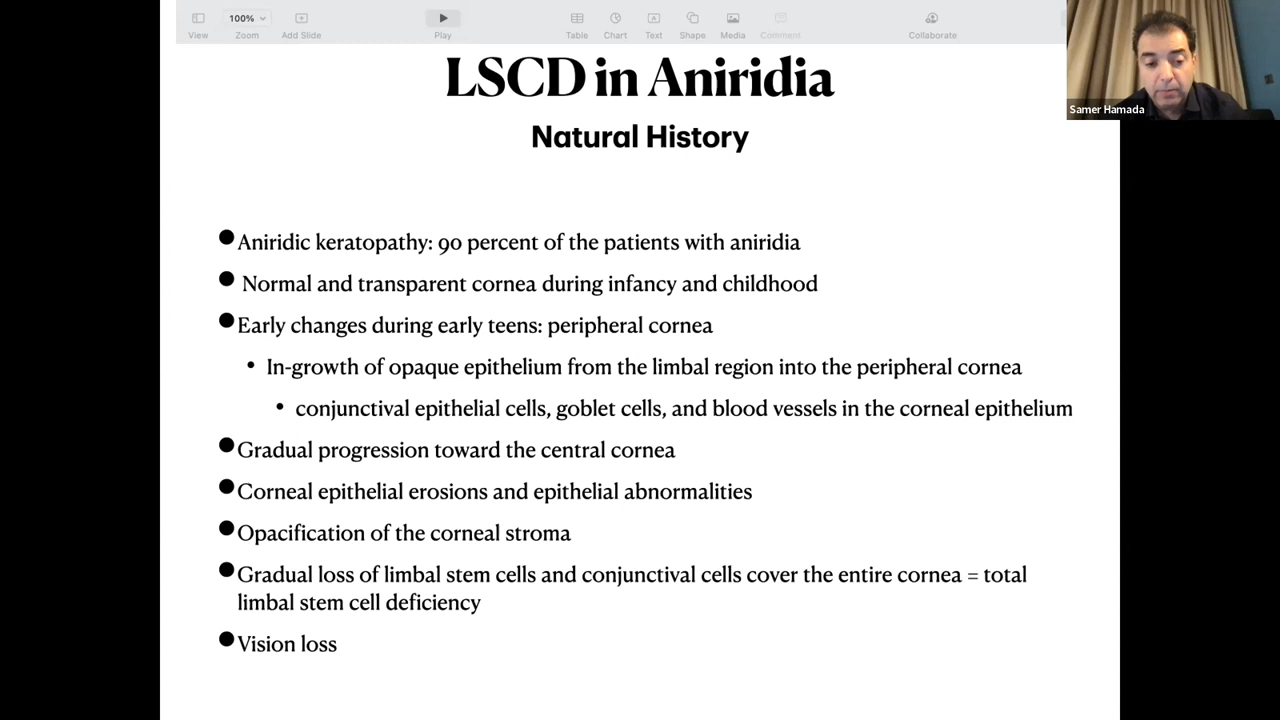 100%
View
Zoom
Add Slide
Play
Table
Chart
Text
Shape
Media
Comment
Collaborate
Samer Hamada
LSCD in Aniridia
Natural History
Aniridic keratopathy: 90 percent of the patients with aniridia
Normal and transparent cornea during infancy and childhood
Early changes during early teens: peripheral cornea
In-growth of opaque epithelium from the limbal region into the peripheral cornea
conjunctival epithelial cells, goblet cells, and blood vessels in the corneal epithelium
Gradual progression toward the central cornea
Corneal epithelial erosions and epithelial abnormalities
Opacification of the corneal stroma
Gradual loss of limbal stem cells and conjunctival cells cover the entire cornea = total
limbal stem cell deficiency
Vision loss